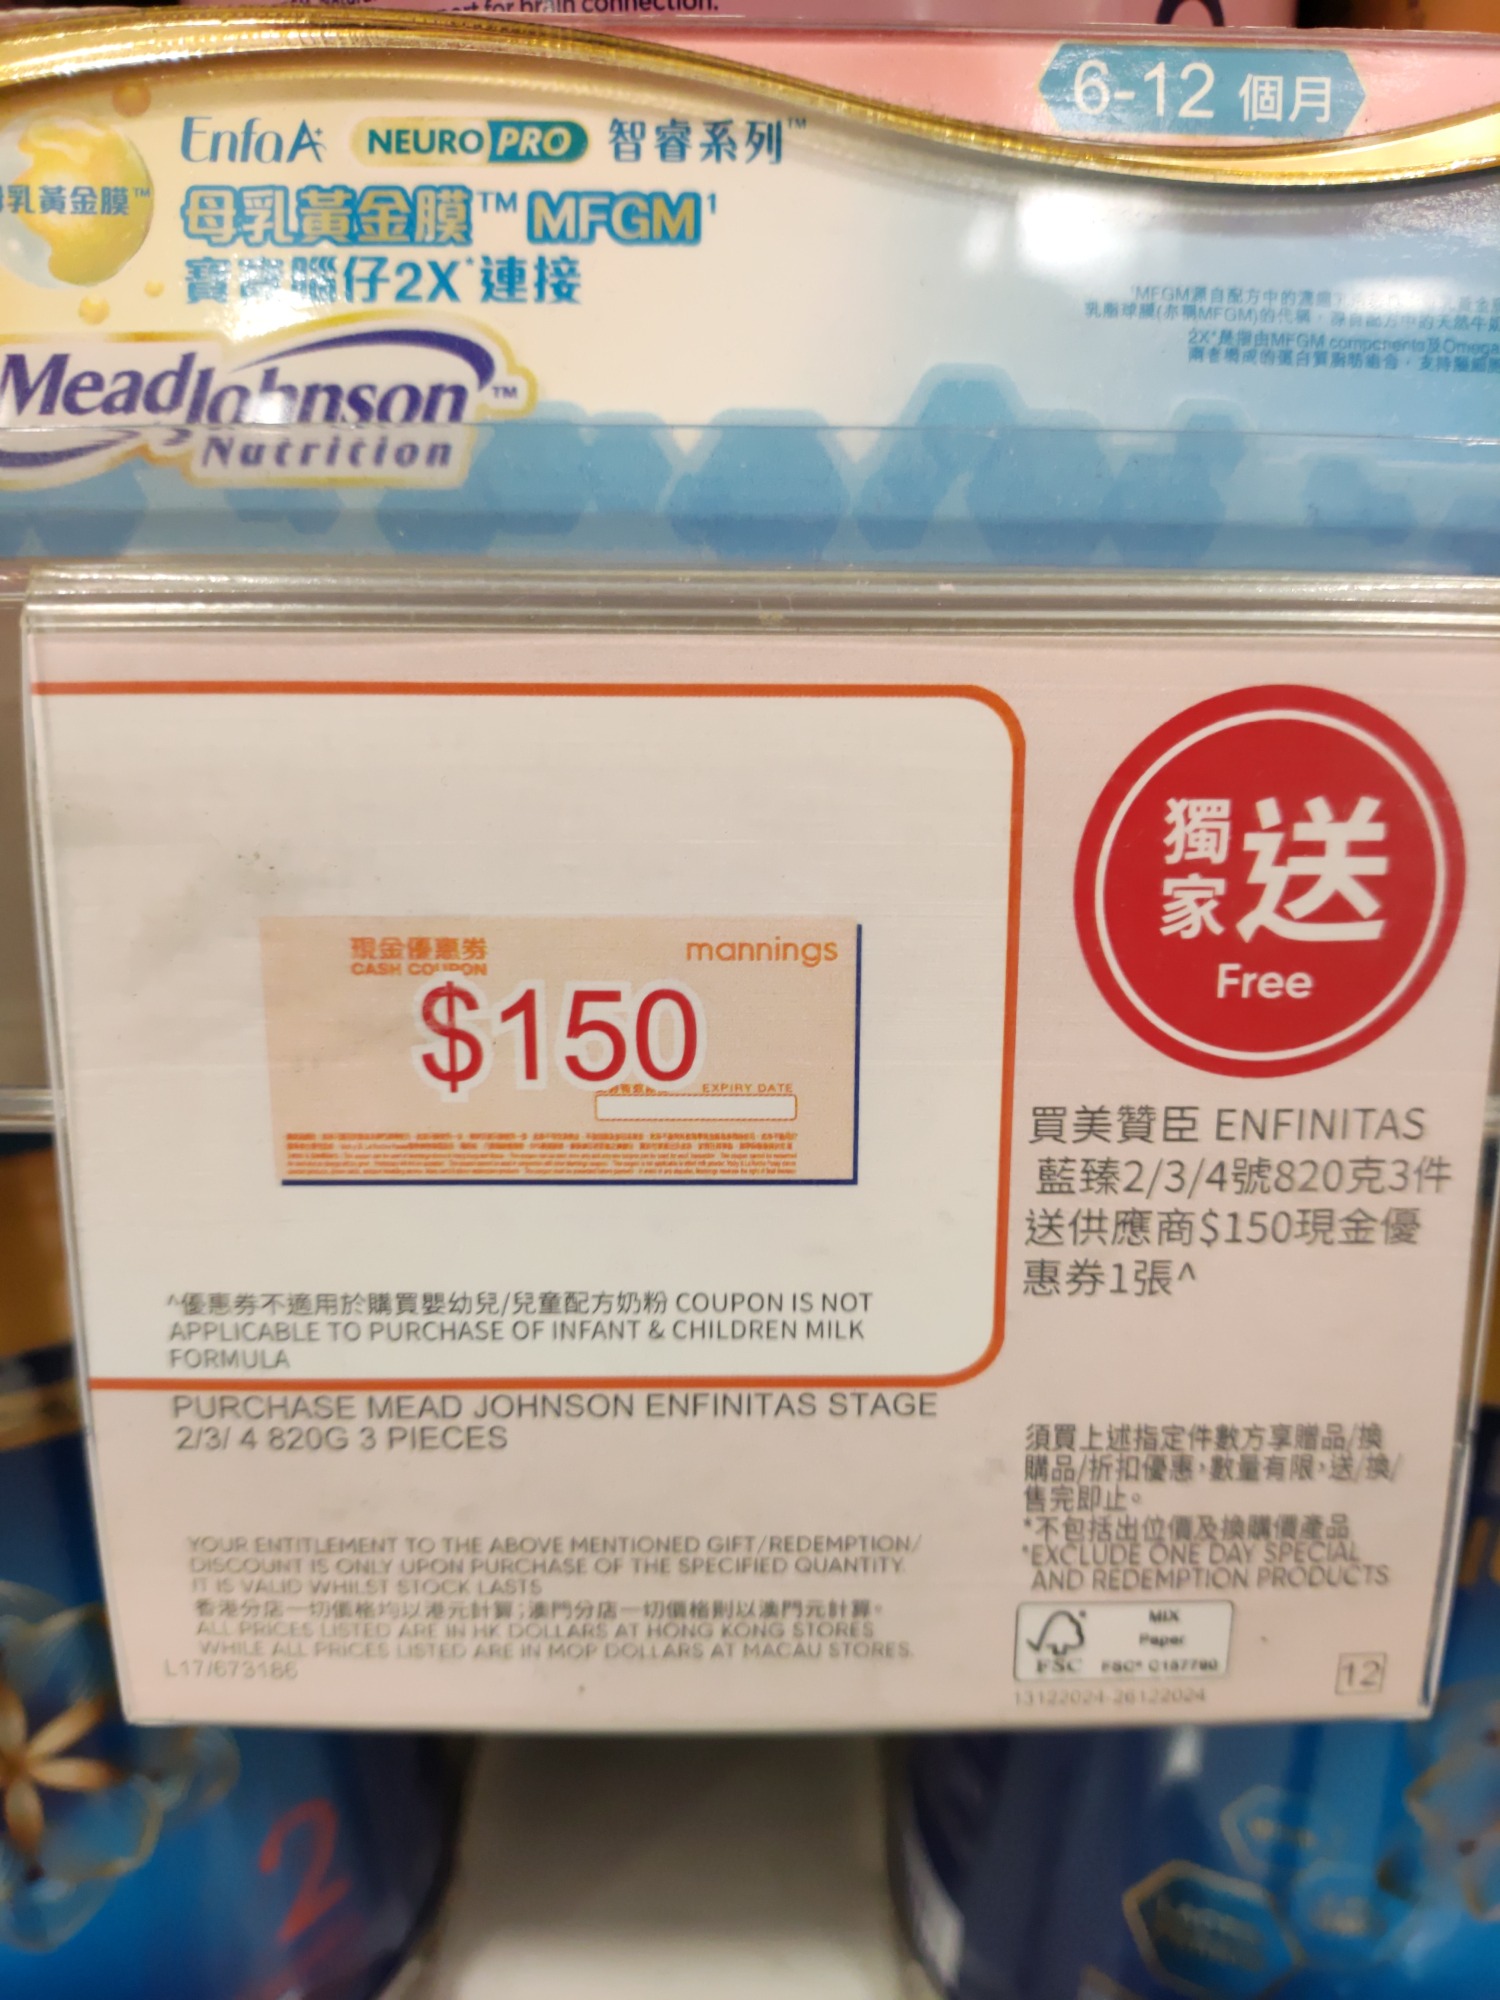 for brain connection.
6-12 個月
EnfaA+ NEUROPRO 智睿系列™
乳黃金膜™
母乳黃金膜™ MFGM¹
腦仔2X*連接
MeadJohnson™
Nutrition
獨家送
Free
現金優惠券
CASH COUPON
mannings
$150
EXPIRY DATE
買美贊臣 ENFINITAS
藍臻2/3/4號820克3件
送供應商$150現金優
惠券1張^
^優惠券不適用於購買嬰幼兒/兒童配方奶粉 COUPON IS NOT
APPLICABLE TO PURCHASE OF INFANT & CHILDREN MILK
FORMULA
PURCHASE MEAD JOHNSON ENFINITAS STAGE
2/3/ 4 820G 3 PIECES
須買上述指定件數方享贈品/換
購品/折扣優惠，數量有限，送/換/
售完即止。
*不包括出位價及換購價產品
*EXCLUDE ONE DAY SPECIAL
AND REDEMPTION PRODUCTS
YOUR ENTITLEMENT TO THE ABOVE MENTIONED GIFT/REDEMPTION/
DISCOUNT IS ONLY UPON PURCHASE OF THE SPECIFIED QUANTITY.
IT IS VALID WHILST STOCK LASTS
香港分店一切價格均以港元計算；澳門分店一切價格則以澳門元計算。
ALL PRICES LISTED ARE IN HK DOLLARS AT HONG KONG STORES
WHILE ALL PRICES LISTED ARE IN MOP DOLLARS AT MACAU STORES.
L17/673186
MIX
Paper
FSC
FSC® C157790
13122024-26122024
12
2